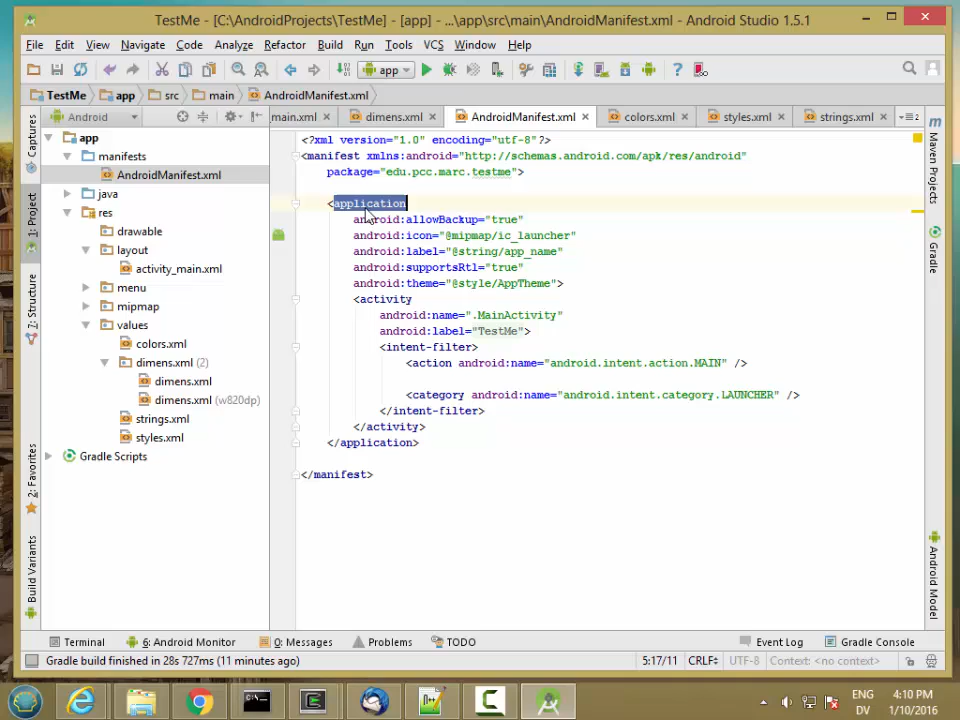 TestMe - [C:\AndroidProjects\TestMe] - [app] - ...\app\src\main\AndroidManifest.xml - Android Studio 1.5.1
File Edit View Navigate Code Analyze Refactor Build Run Tools VCS Window Help
app
TestMe app src main AndroidManifest.xml
Android
main.xml dimens.xml AndroidManifest.xml colors.xml styles.xml strings.xml
Captures
1: Project
7: Structure
2: Favorites
Build Variants
app
manifests
AndroidManifest.xml
java
res
drawable
layout
activity_main.xml
menu
mipmap
values
colors.xml
dimens.xml (2)
dimens.xml
dimens.xml (w820dp)
strings.xml
styles.xml
Gradle Scripts
<?xml version="1.0" encoding="utf-8"?>
<manifest xmlns:android="http://schemas.android.com/apk/res/android"
package="edu.pcc.marc.testme">
<application
android:allowBackup="true"
android:icon="@mipmap/ic_launcher"
android:label="@string/app_name"
android:supportsRtl="true"
android:theme="@style/AppTheme">
<activity
android:name=".MainActivity"
android:label="TestMe">
<intent-filter>
<action android:name="android.intent.action.MAIN" />
<category android:name="android.intent.category.LAUNCHER" />
</intent-filter>
</activity>
</application>
</manifest>
Maven Projects
Gradle
Android Model
Terminal 6: Android Monitor 0: Messages Problems TODO Event Log Gradle Console
Gradle build finished in 28s 727ms (11 minutes ago) 5:17/11 CRLF UTF-8 Context: <no context>
ENG 4:10 PM
DV 1/10/2016